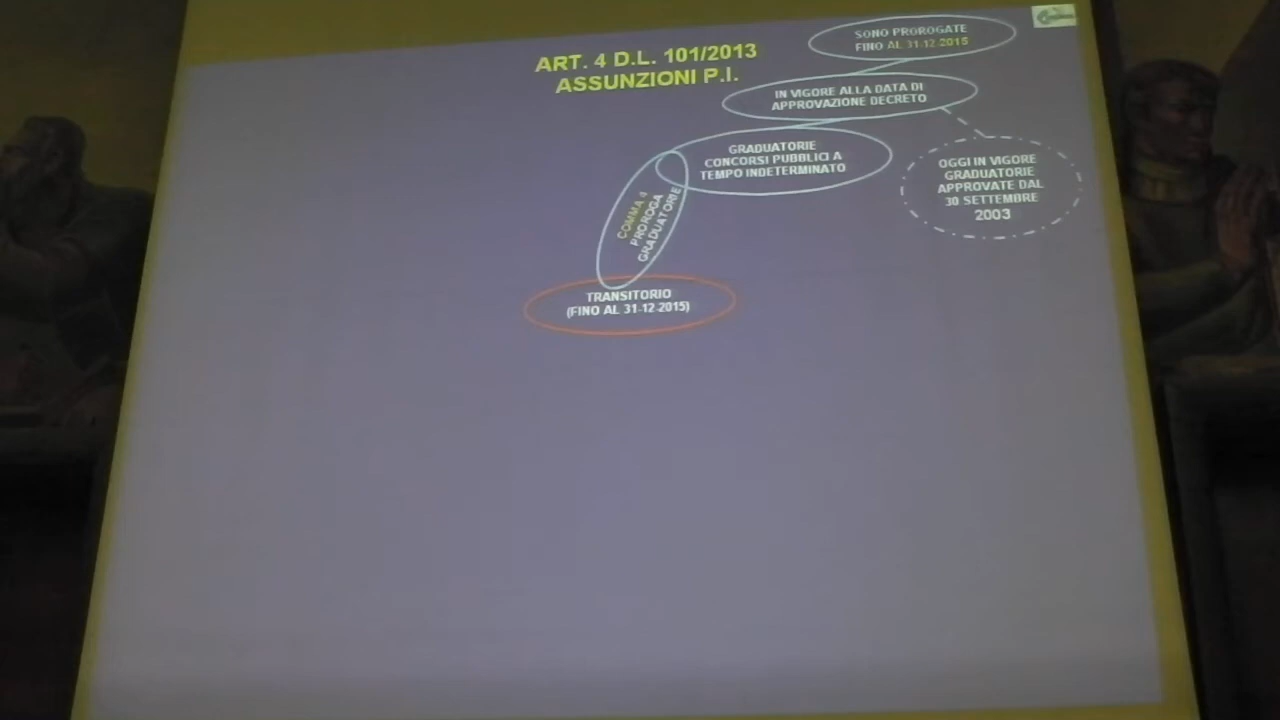 ART. 4 D.L. 101/2013
ASSUNZIONI P.I.
SONO PROROGATE
FINO AL 31-12-2015
IN VIGORE ALLA DATA DI
APPROVAZIONE DECRETO
GRADUATORIE
CONCORSI PUBBLICI A
TEMPO INDETERMINATO
OGGI IN VIGORE
GRADUATORIE
APPROVATE DAL
30 SETTEMBRE
2003
COMMA 4
PROROGA
GRADUATORIE
TRANSITORIO
(FINO AL 31-12-2015)